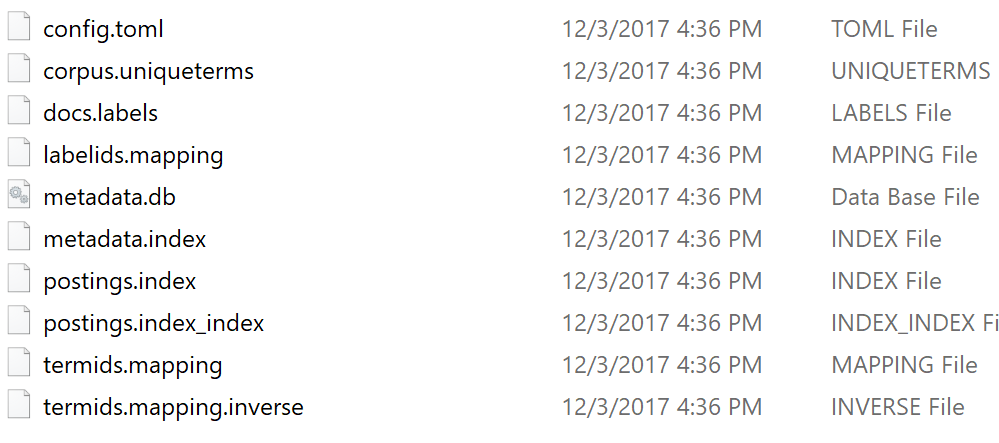 config.toml 12/3/2017 4:36 PM TOML File
corpus.uniqueterms 12/3/2017 4:36 PM UNIQUETERMS
docs.labels 12/3/2017 4:36 PM LABELS File
labelids.mapping 12/3/2017 4:36 PM MAPPING File
metadata.db 12/3/2017 4:36 PM Data Base File
metadata.index 12/3/2017 4:36 PM INDEX File
postings.index 12/3/2017 4:36 PM INDEX File
postings.index_index 12/3/2017 4:36 PM INDEX_INDEX Fi
termids.mapping 12/3/2017 4:36 PM MAPPING File
termids.mapping.inverse 12/3/2017 4:36 PM INVERSE File